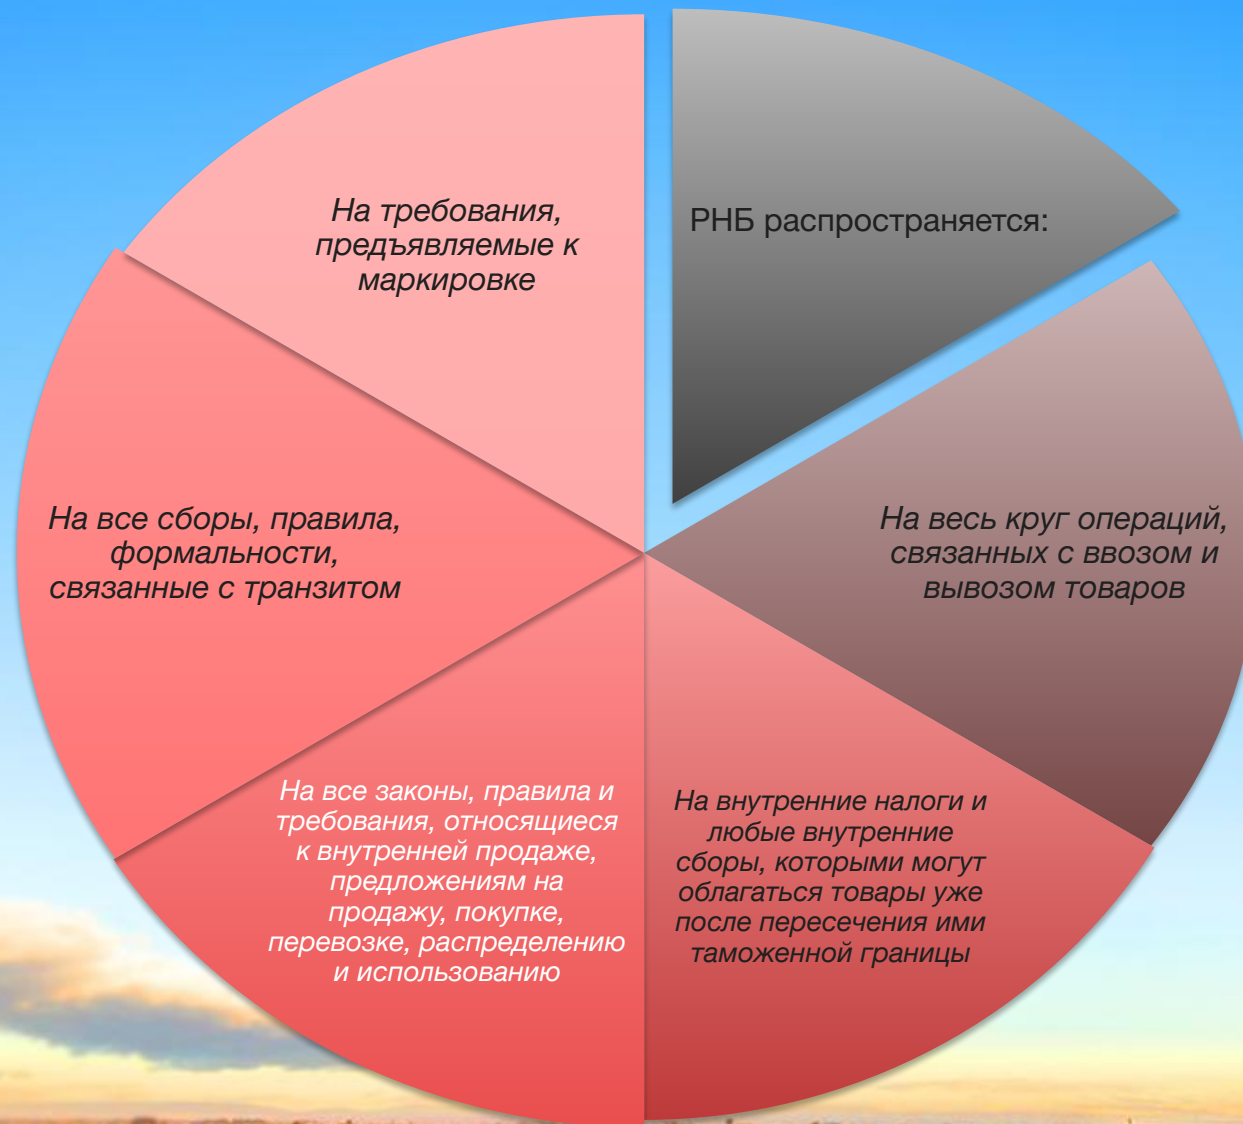 РНБ распространяется:
На весь круг операций,
связанных с ввозом и
вывозом товаров
На внутренние налоги и
любые внутренние
сборы, которыми могут
облагаться товары уже
после пересечения ими
таможенной границы
На все законы, правила и
требования, относящиеся
к внутренней продаже,
предложениям на
продажу, покупке,
перевозке, распределению
и использованию
На все сборы, правила,
формальности,
связанные с транзитом
На требования,
предъявляемые к
маркировке